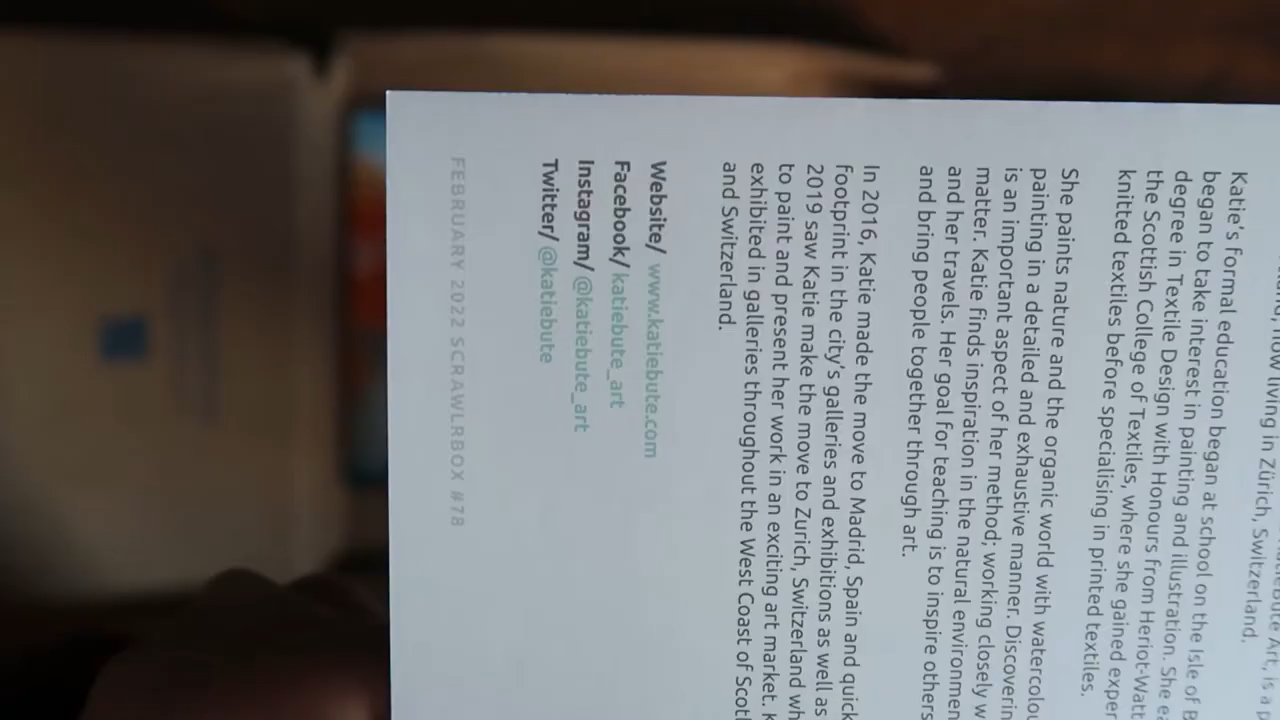 Art, is a
now living in Zürich, Switzerland.
Katie's formal education began at school on the Isle of
began to take interest in painting and illustration. She
degree in Textile Design with Honours from Heriot-Watt
the Scottish College of Textiles, where she gained
knitted textiles before specialising in printed textiles.
She paints nature and the organic world with
painting in a detailed and exhaustive manner.
is an important aspect of her method; working closely
matter. Katie finds inspiration in the natural
and her travels. Her goal for teaching is to inspire others
and bring people together through art.
In 2016, Katie made the move to Madrid, Spain and
footprint in the city's galleries and exhibitions as well as
2019 saw Katie make the move to Zurich, Switzerland
to paint and present her work in an exciting art market.
exhibited in galleries throughout the West Coast of
and Switzerland.
Website/ www.katiebute.com
Facebook/ katiebute_art
Instagram/ @katiebute_art
Twitter/ @katiebute
FEBRUARY 2022 SCRAWLRBOX #78